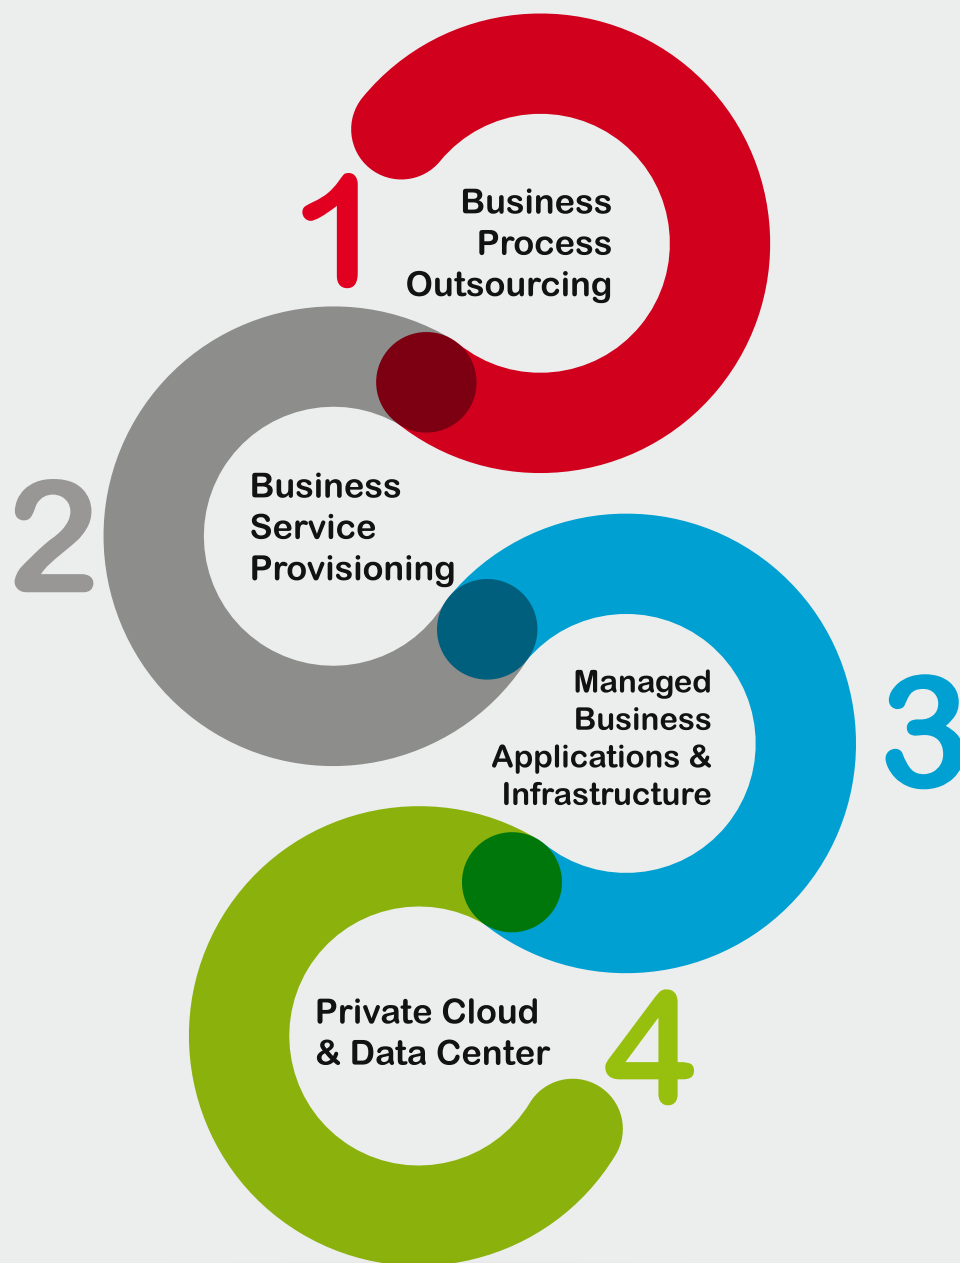 1
Business
Process
Outsourcing
2
Business
Service
Provisioning
3
Managed
Business
Applications &
Infrastructure
4
Private Cloud
& Data Center